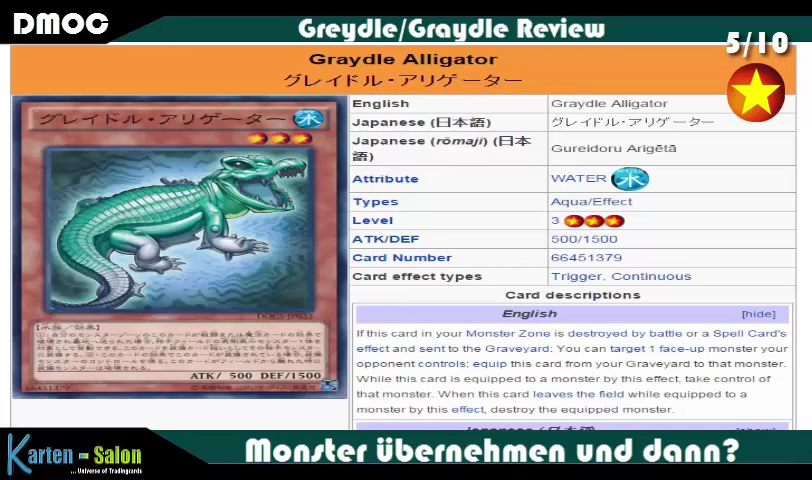 DMOC
Greydle/Graydle Review
5/10
Graydle Alligator
グレイドル・アリゲーター
グレイドル・アリゲーター
水
DOCS-JP033
ATK/ 500 DEF/1500
66451379
English
Graydle Alligator
Japanese (日本語)
グレイドル・アリゲーター
Japanese (rōmaji) (日本
語)
Gureidoru Arigētā
Attribute
WATER 水
Types
Aqua/Effect
Level
3
ATK/DEF
500/1500
Card Number
66451379
Card effect types
Trigger, Continuous
Card descriptions
English
[hide]
If this card in your Monster Zone is destroyed by battle or a Spell Card's
effect and sent to the Graveyard: You can target 1 face-up monster your
opponent controls; equip this card from your Graveyard to that monster.
While this card is equipped to a monster by this effect, take control of
that monster. When this card leaves the field while equipped to a
monster by this effect, destroy the equipped monster.
Karten - Salon
... Universe of Tradingcards
Monster übernehmen und dann?